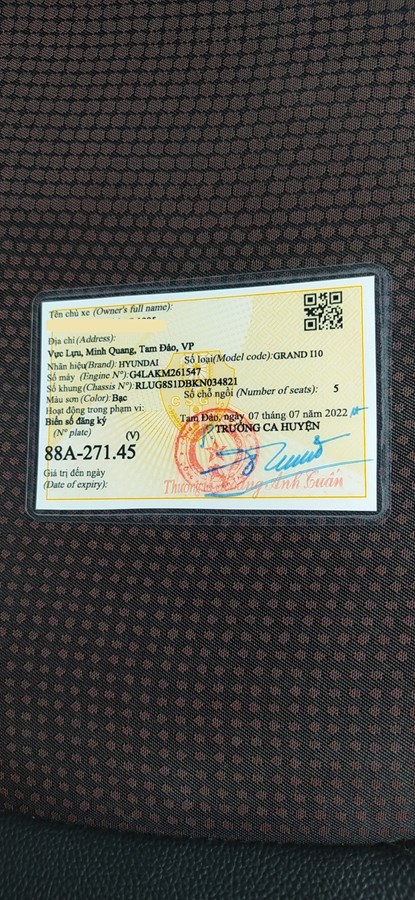 Tên chủ xe (Owner's full name):
Địa chỉ (Address):
Vực Lựu, Minh Quang, Tam Đảo, VP
Nhãn hiệu(Brand): HYUNDAI Số loại(Model code): GRAND I10
Số máy (Engine N°): G4LAKM261547
Số khung(Chassis N°): RLUG8S1DBKN034821
Màu sơn (Color): Bạc Số chỗ ngồi (Number of seats): 5
Hoạt động trong phạm vi:
Biển số đăng ký Tam Đảo, ngày 07 tháng 07 năm 2022
(N° plate) (V) TRƯỞNG CA HUYỆN
88A-271.45
Giá trị đến ngày
(Date of expiry):
Anh Tuấn